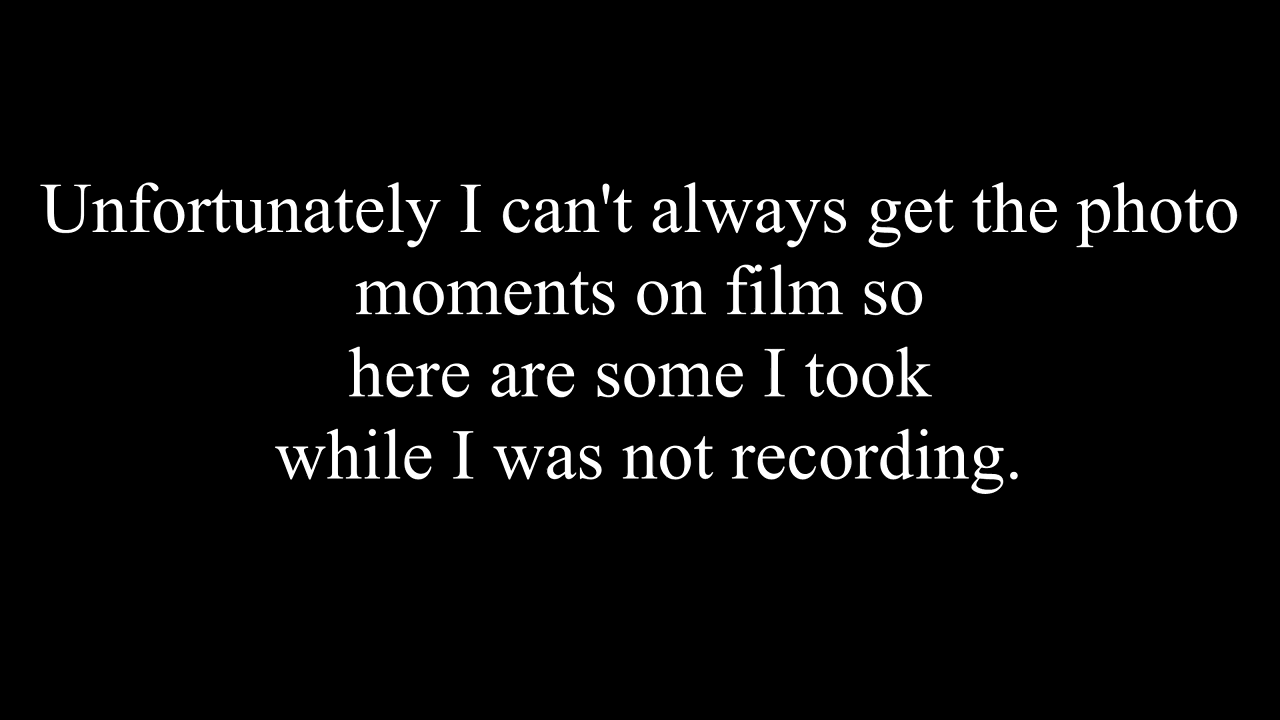 Unfortunately I can't always get the photo
moments on film so
here are some I took
while I was not recording.